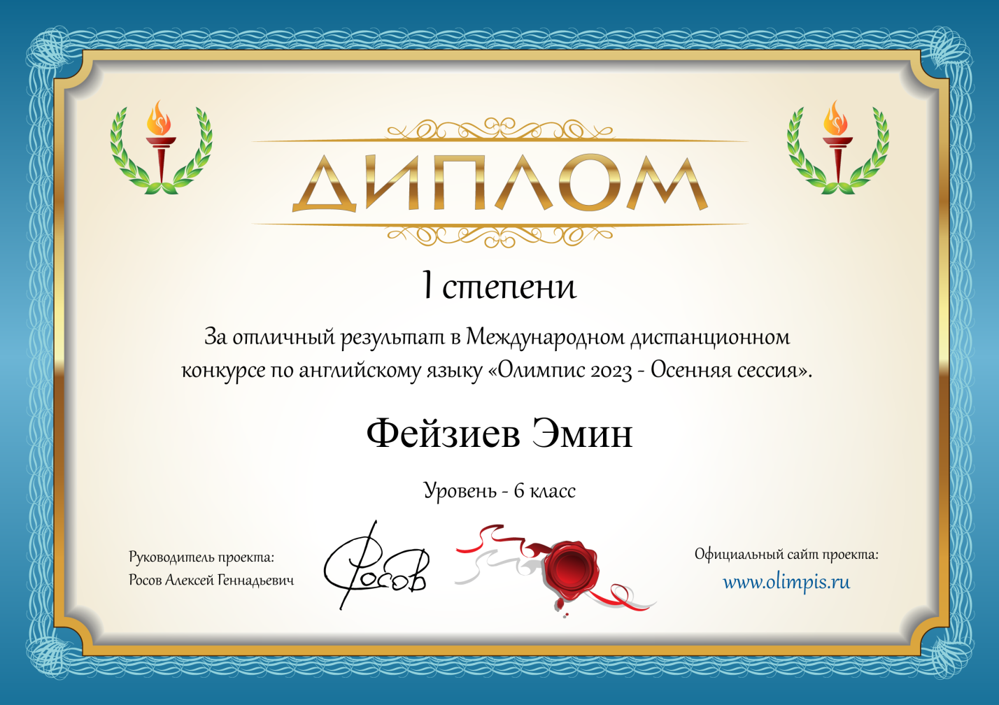 ДИПЛОМ
I степени
За отличный результат в Международном дистанционном
конкурсе по английскому языку «Олимпис 2023 - Осенняя сессия».
Фейзиев Эмин
Уровень - 6 класс
Руководитель проекта:
Росов Алексей Геннадьевич
Росов
Официальный сайт проекта:
www.olimpis.ru